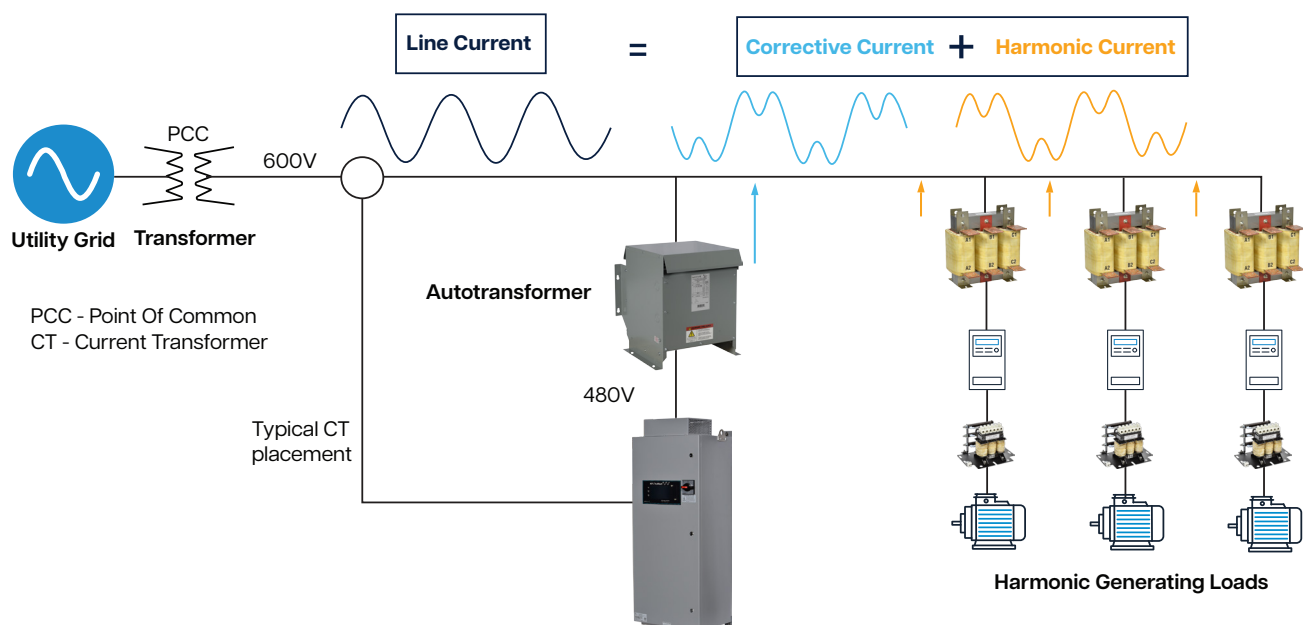 Line Current
=
Corrective Current + Harmonic Current
PCC
600V
Utility Grid
Transformer
Autotransformer
PCC - Point Of Common
CT - Current Transformer
480V
Typical CT
placement
Harmonic Generating Loads